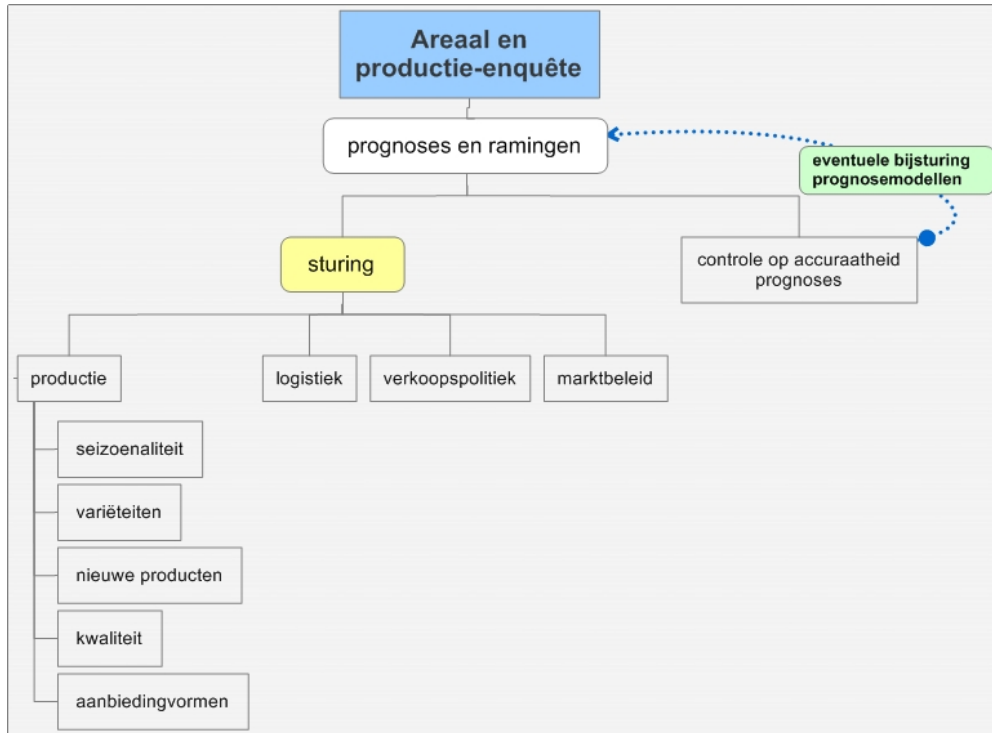 Areaal en
productie-enquête
prognoses en ramingen
eventuele bijsturing
prognosemodellen
sturing
controle op accuraatheid
prognoses
productie
logistiek
verkoopspolitiek
marktbeleid
seizoenaliteit
variëteiten
nieuwe producten
kwaliteit
aanbiedingvormen